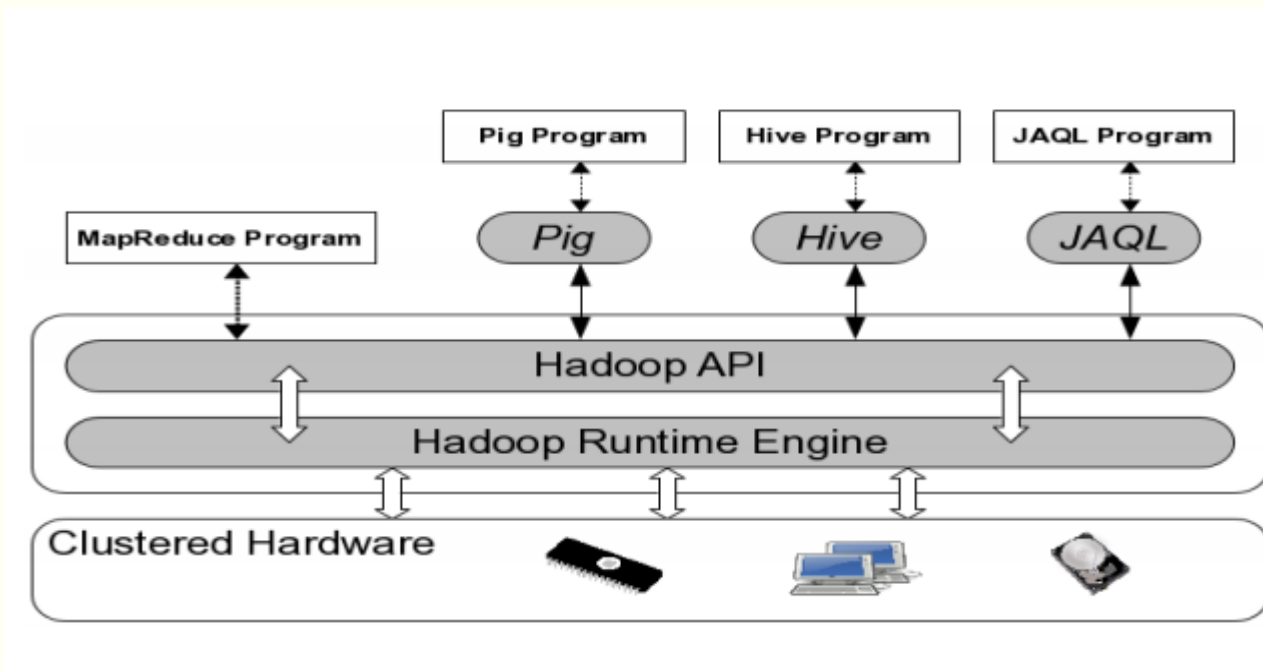 Pig Program
Hive Program
JAQL Program
MapReduce Program
Pig
Hive
JAQL
Hadoop API
Hadoop Runtime Engine
Clustered Hardware